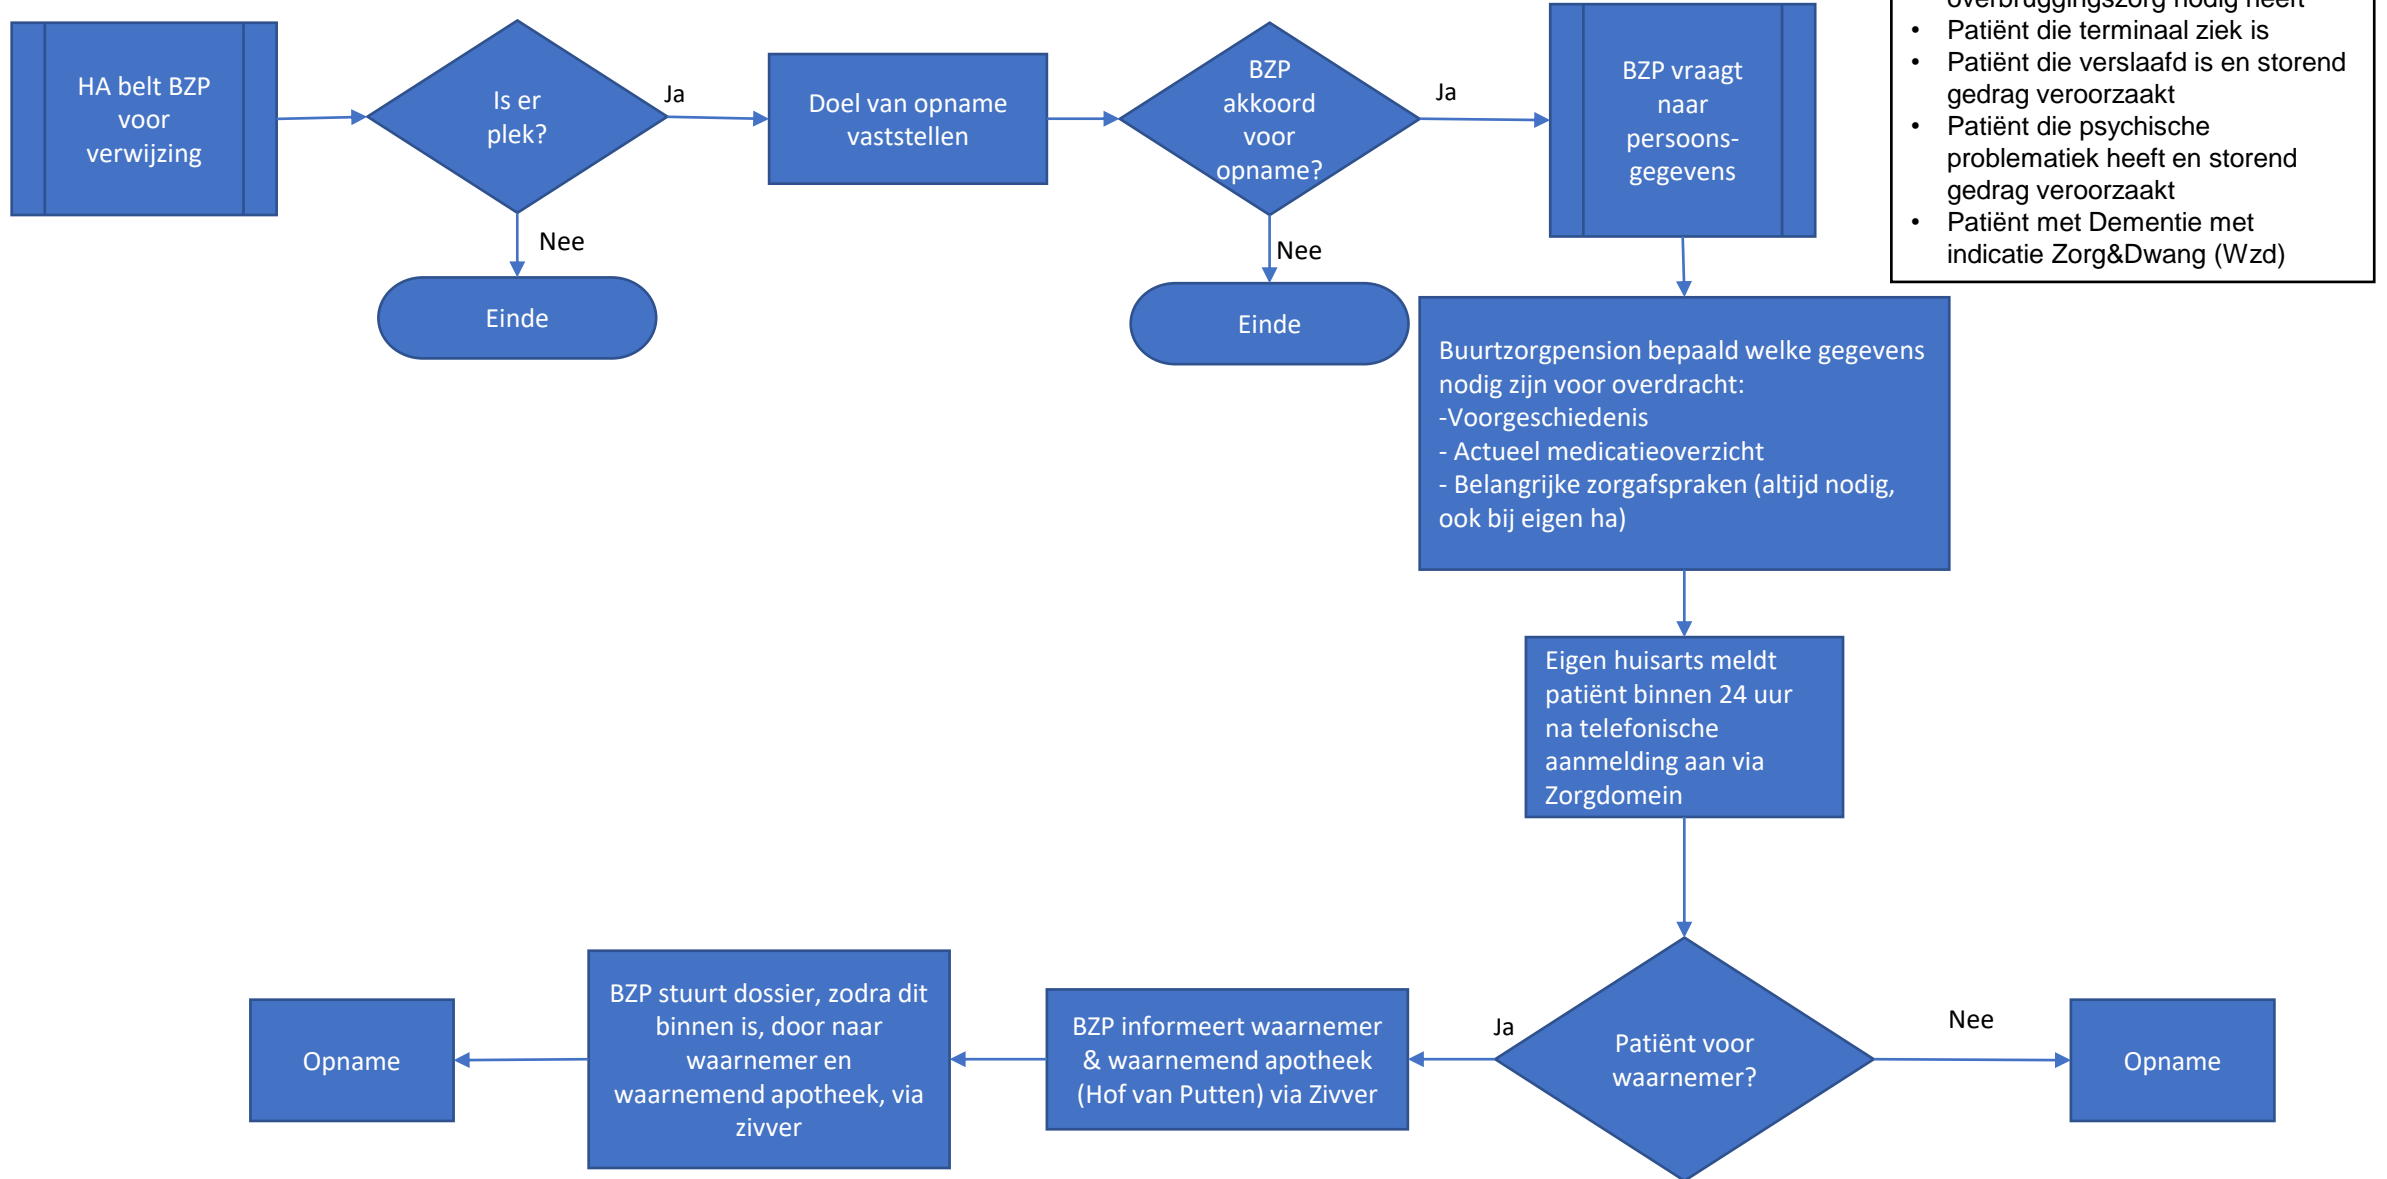 HA belt BZP
voor
verwijzing
Is er
plek?
Ja
Nee
Einde
Doel van opname
vaststellen
BZP
akkoord
voor
opname?
Ja
Nee
Einde
BZP vraagt
naar
persoons-
gegevens
overbruggingszorg nodig heeft
• Patiënt die terminaal ziek is
• Patiënt die verslaafd is en storend
gedrag veroorzaakt
• Patiënt die psychische
problematiek heeft en storend
gedrag veroorzaakt
• Patiënt met Dementie met
indicatie Zorg&Dwang (Wzd)
Buurtzorgpension bepaald welke gegevens
nodig zijn voor overdracht:
-Voorgeschiedenis
- Actueel medicatieoverzicht
- Belangrijke zorgafspraken (altijd nodig,
ook bij eigen ha)
Eigen huisarts meldt
patiënt binnen 24 uur
na telefonische
aanmelding aan via
Zorgdomein
Patiënt voor
waarnemer?
Ja
Nee
Opname
BZP informeert waarnemer
& waarnemend apotheek
(Hof van Putten) via Zivver
BZP stuurt dossier, zodra dit
binnen is, door naar
waarnemer en
waarnemend apotheek, via
zivver
Opname